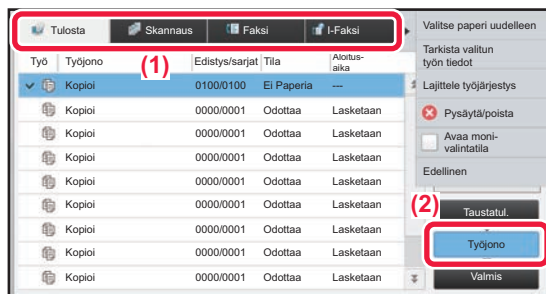 Tulosta Skannaus Faksi I-Faksi
(1)
Työ Työjono Edistys/sarjat Tila Aloitus-
aika
Kopioi 0100/0100 Ei Paperia ---
Kopioi 0000/0001 Odottaa Lasketaan
Kopioi 0000/0001 Odottaa Lasketaan
Kopioi 0000/0001 Odottaa Lasketaan
Kopioi 0000/0001 Odottaa Lasketaan
Kopioi 0000/0001 Odottaa Lasketaan
Kopioi 0000/0001 Odottaa Lasketaan
Kopioi 0000/0001 Odottaa Lasketaan
Kopioi 0000/0001 Odottaa Lasketaan
Valitse paperi uudelleen
Tarkista valitun
työn tiedot
Lajittele työjärjestys
Pysäytä/poista
Avaa moni-
valintatila
Edellinen
(2)
Taustatul.
Työjono
Valmis